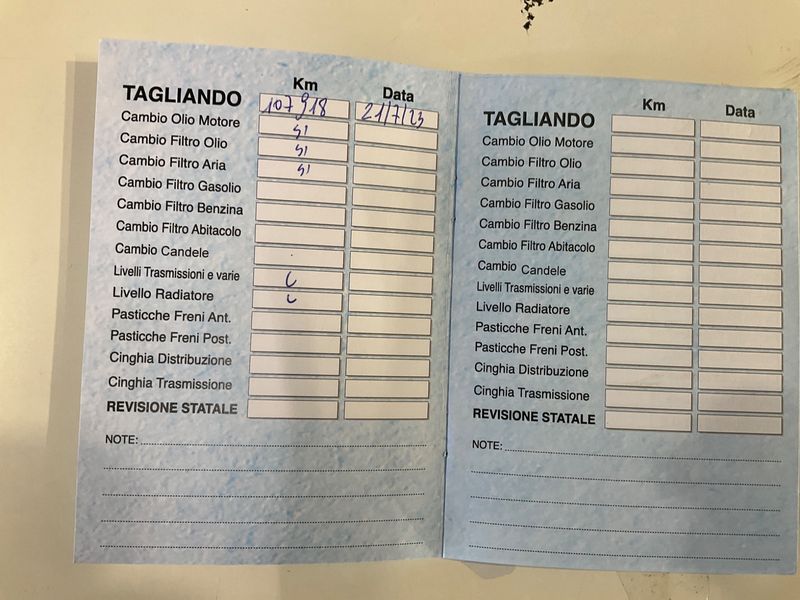 Km Data
TAGLIANDO 107918 21/7/23
Cambio Olio Motore si
Cambio Filtro Olio si
Cambio Filtro Aria si
Cambio Filtro Gasolio
Cambio Filtro Benzina
Cambio Filtro Abitacolo
Cambio Candele
Livelli Trasmissioni e varie
Livello Radiatore
Pasticche Freni Ant.
Pasticche Freni Post.
Cinghia Distribuzione
Cinghia Trasmissione
REVISIONE STATALE
NOTE:
Km Data
TAGLIANDO
Cambio Olio Motore
Cambio Filtro Olio
Cambio Filtro Aria
Cambio Filtro Gasolio
Cambio Filtro Benzina
Cambio Filtro Abitacolo
Cambio Candele
Livelli Trasmissioni e varie
Livello Radiatore
Pasticche Freni Ant.
Pasticche Freni Post.
Cinghia Distribuzione
Cinghia Trasmissione
REVISIONE STATALE
NOTE: